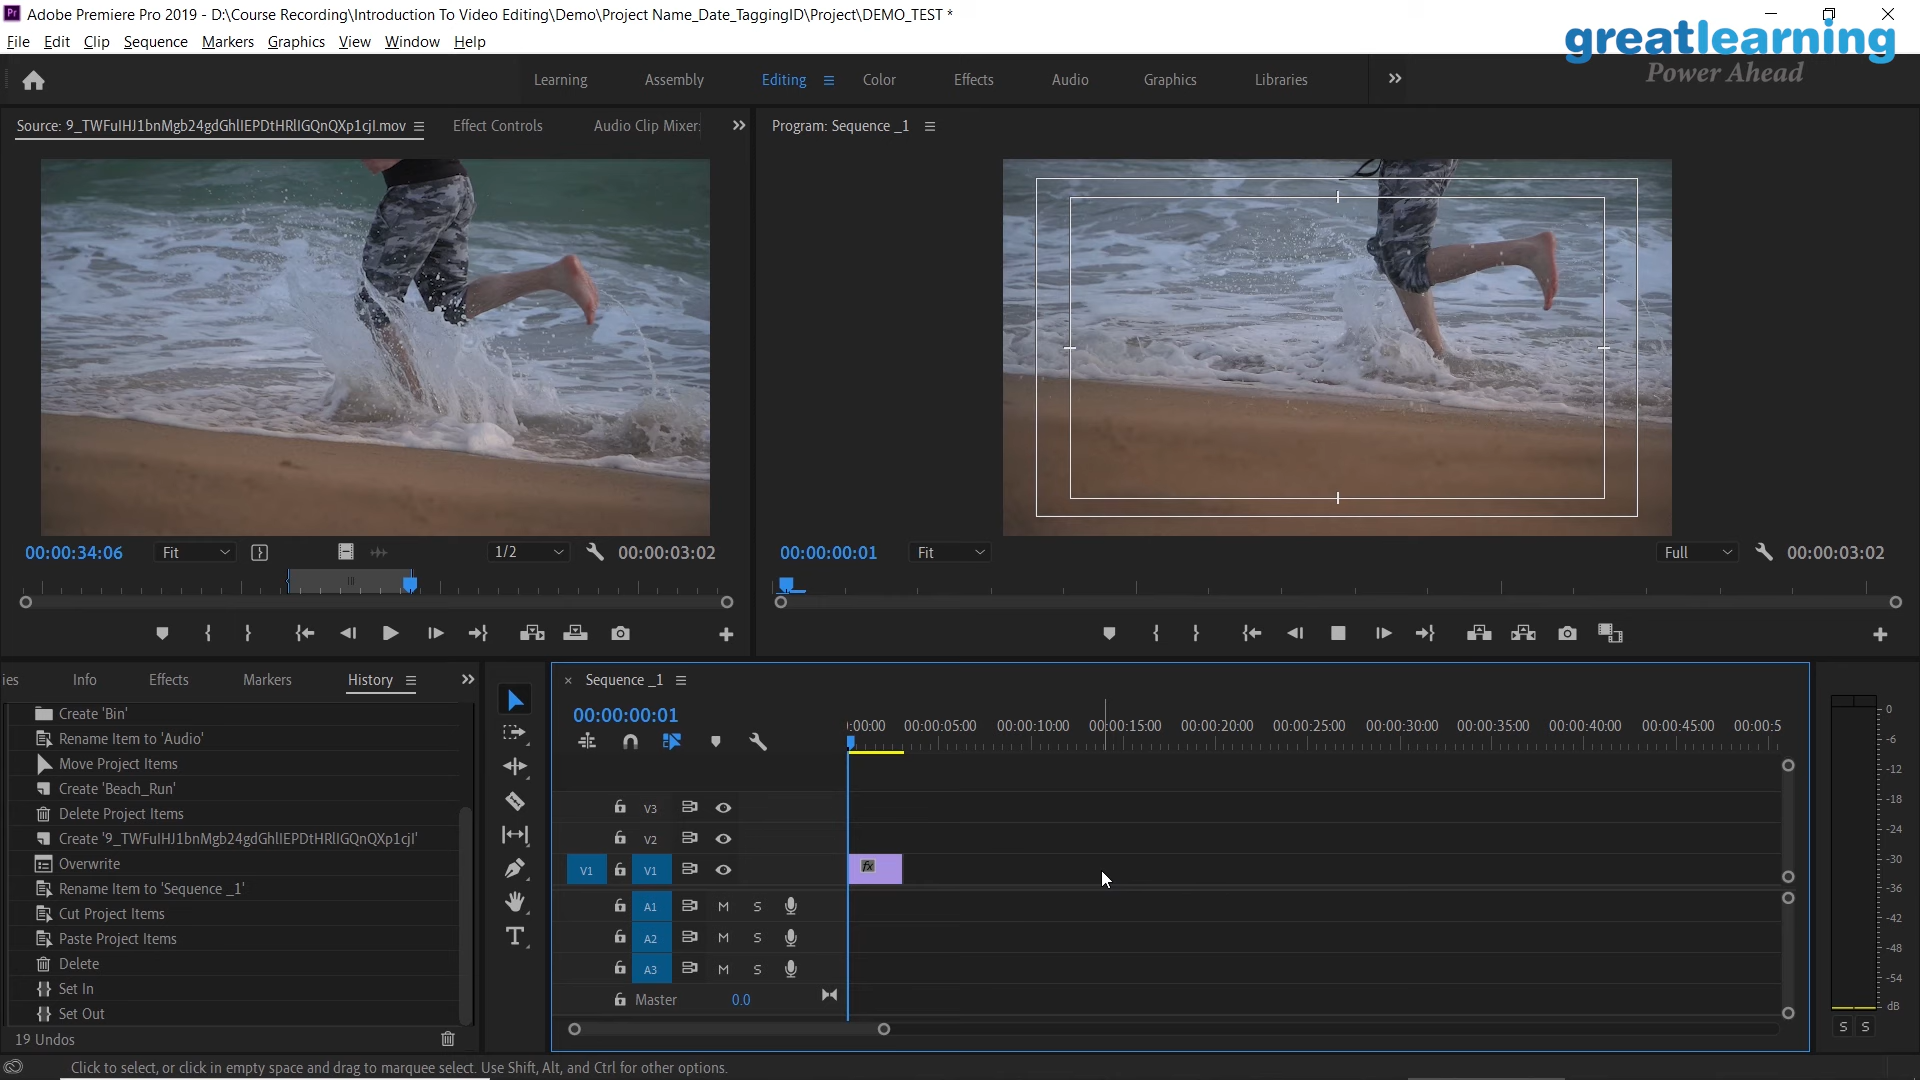 Pr Adobe Premiere Pro 2019 - D:\Course Recording\Introduction To Video Editing\Demo\Project Name_Date_TaggingID\Project\DEMO_TEST *
File Edit Clip Sequence Markers Graphics View Window Help
greatlearning
Power Ahead
Learning Assembly Editing Color Effects Audio Graphics Libraries
Source: 9_TWFuIHJ1bnMgb24gdGhlIEPDtHRlIGQnQXp1cjI.mov Effect Controls Audio Clip Mixer:
Program: Sequence _1
00:00:34:06 Fit 1/2 00:00:03:02
00:00:00:01 Fit Full 00:00:03:02
ies Info Effects Markers History
Create 'Bin'
Rename Item to 'Audio'
Move Project Items
Create 'Beach_Run'
Delete Project Items
Create '9_TWFuIHJ1bnMgb24gdGhlIEPDtHRlIGQnQXp1cjI'
Overwrite
Rename Item to 'Sequence _1'
Cut Project Items
Paste Project Items
Delete
Set In
Set Out
19 Undos
× Sequence _1
00:00:00:01
:00:00 00:00:05:00 00:00:10:00 00:00:15:00 00:00:20:00 00:00:25:00 00:00:30:00 00:00:35:00 00:00:40:00 00:00:45:00 00:00:5
V3
V2
V1 V1 fx
A1 M S
A2 M S
A3 M S
Master 0.0
T
0
-6
-12
-18
-24
-30
-36
-42
-48
-54
dB
S S
Click to select, or click in empty space and drag to marquee select. Use Shift, Alt, and Ctrl for other options.